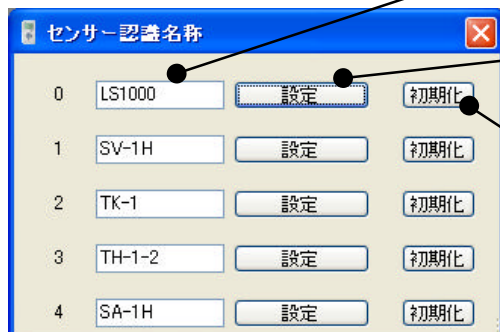 センサー認識名称
0 LS1000 設定 初期化
1 SV-1H 設定 初期化
2 TK-1 設定 初期化
3 TH-1-2 設定 初期化
4 SA-1H 設定 初期化